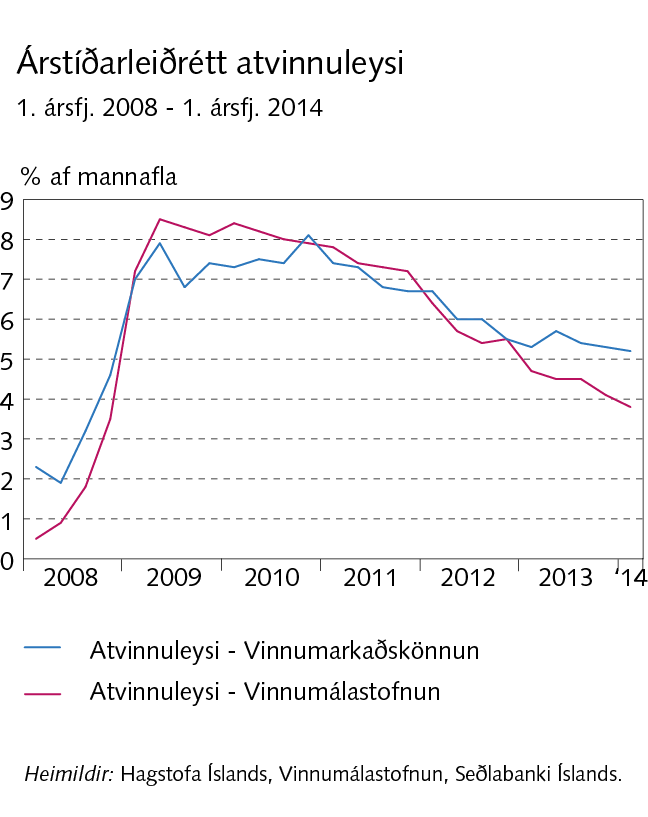 Árstíðarleiðrétt atvinnuleysi
1. ársfj. 2008 - 1. ársfj. 2014
% af mannafla
9
8
7
6
5
4
3
2
1
0
2008 2009 2010 2011 2012 2013 '14
Atvinnuleysi - Vinnumarkaðskönnun
Atvinnuleysi - Vinnumálastofnun
Heimildir: Hagstofa Íslands, Vinnumálastofnun, Seðlabanki Íslands.